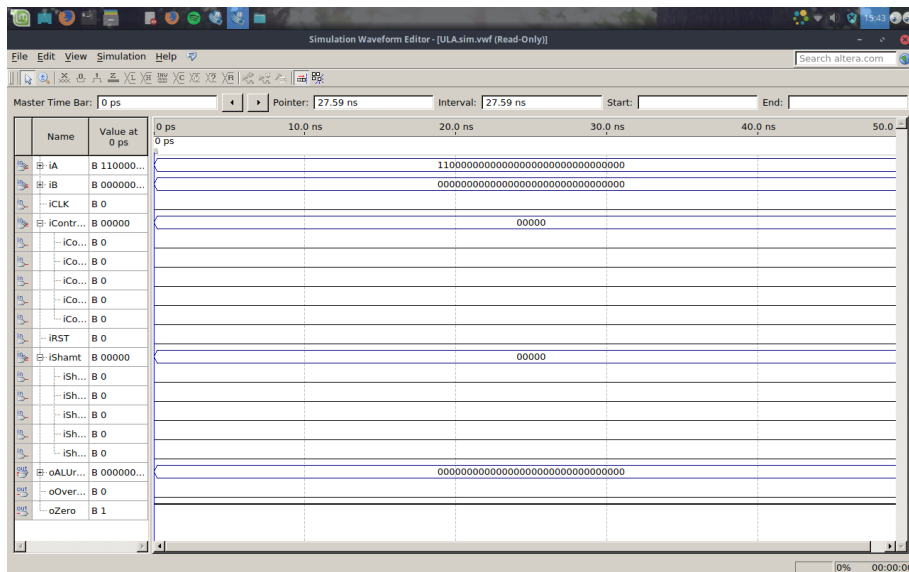 15:43
Simulation Waveform Editor - [ULA.sim.vwf (Read-Only)]
File Edit View Simulation Help
Search altera.com
Master Time Bar: 0 ps Pointer: 27.59 ns Interval: 27.59 ns Start: End:
Name Value at 0 ps
0 ps 10.0 ns 20.0 ns 30.0 ns 40.0 ns 50.0
0 ps
iA B 110000... 11000000000000000000000000000000
iB B 000000... 00000000000000000000000000000000
iCLK B 0
iContr... B 00000 00000
iCo... B 0
iCo... B 0
iCo... B 0
iCo... B 0
iCo... B 0
iRST B 0
iShamt B 00000 00000
iSh... B 0
iSh... B 0
iSh... B 0
iSh... B 0
iSh... B 0
oALUr... B 000000... 00000000000000000000000000000000
oOver... B 0
oZero B 1
0% 00:00:00